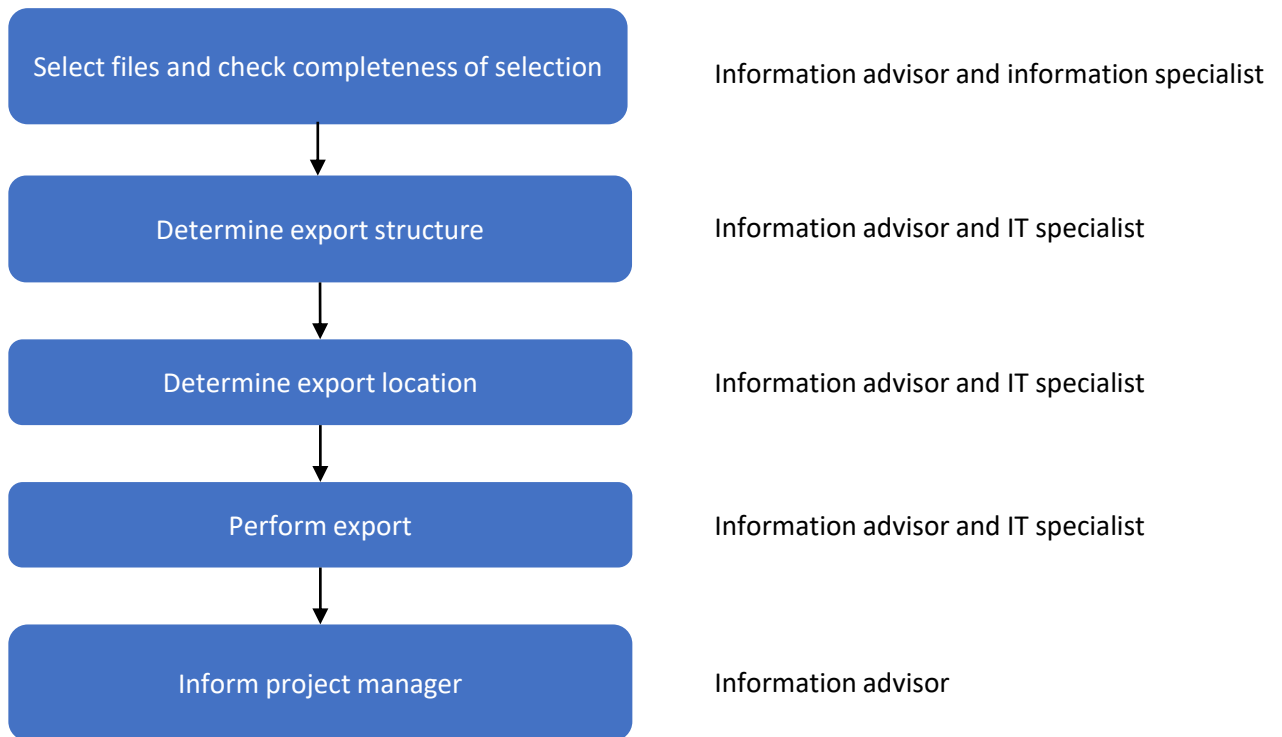 Select files and check completeness of selection
Information advisor and information specialist
Determine export structure
Information advisor and IT specialist
Determine export location
Information advisor and IT specialist
Perform export
Information advisor and IT specialist
Inform project manager
Information advisor